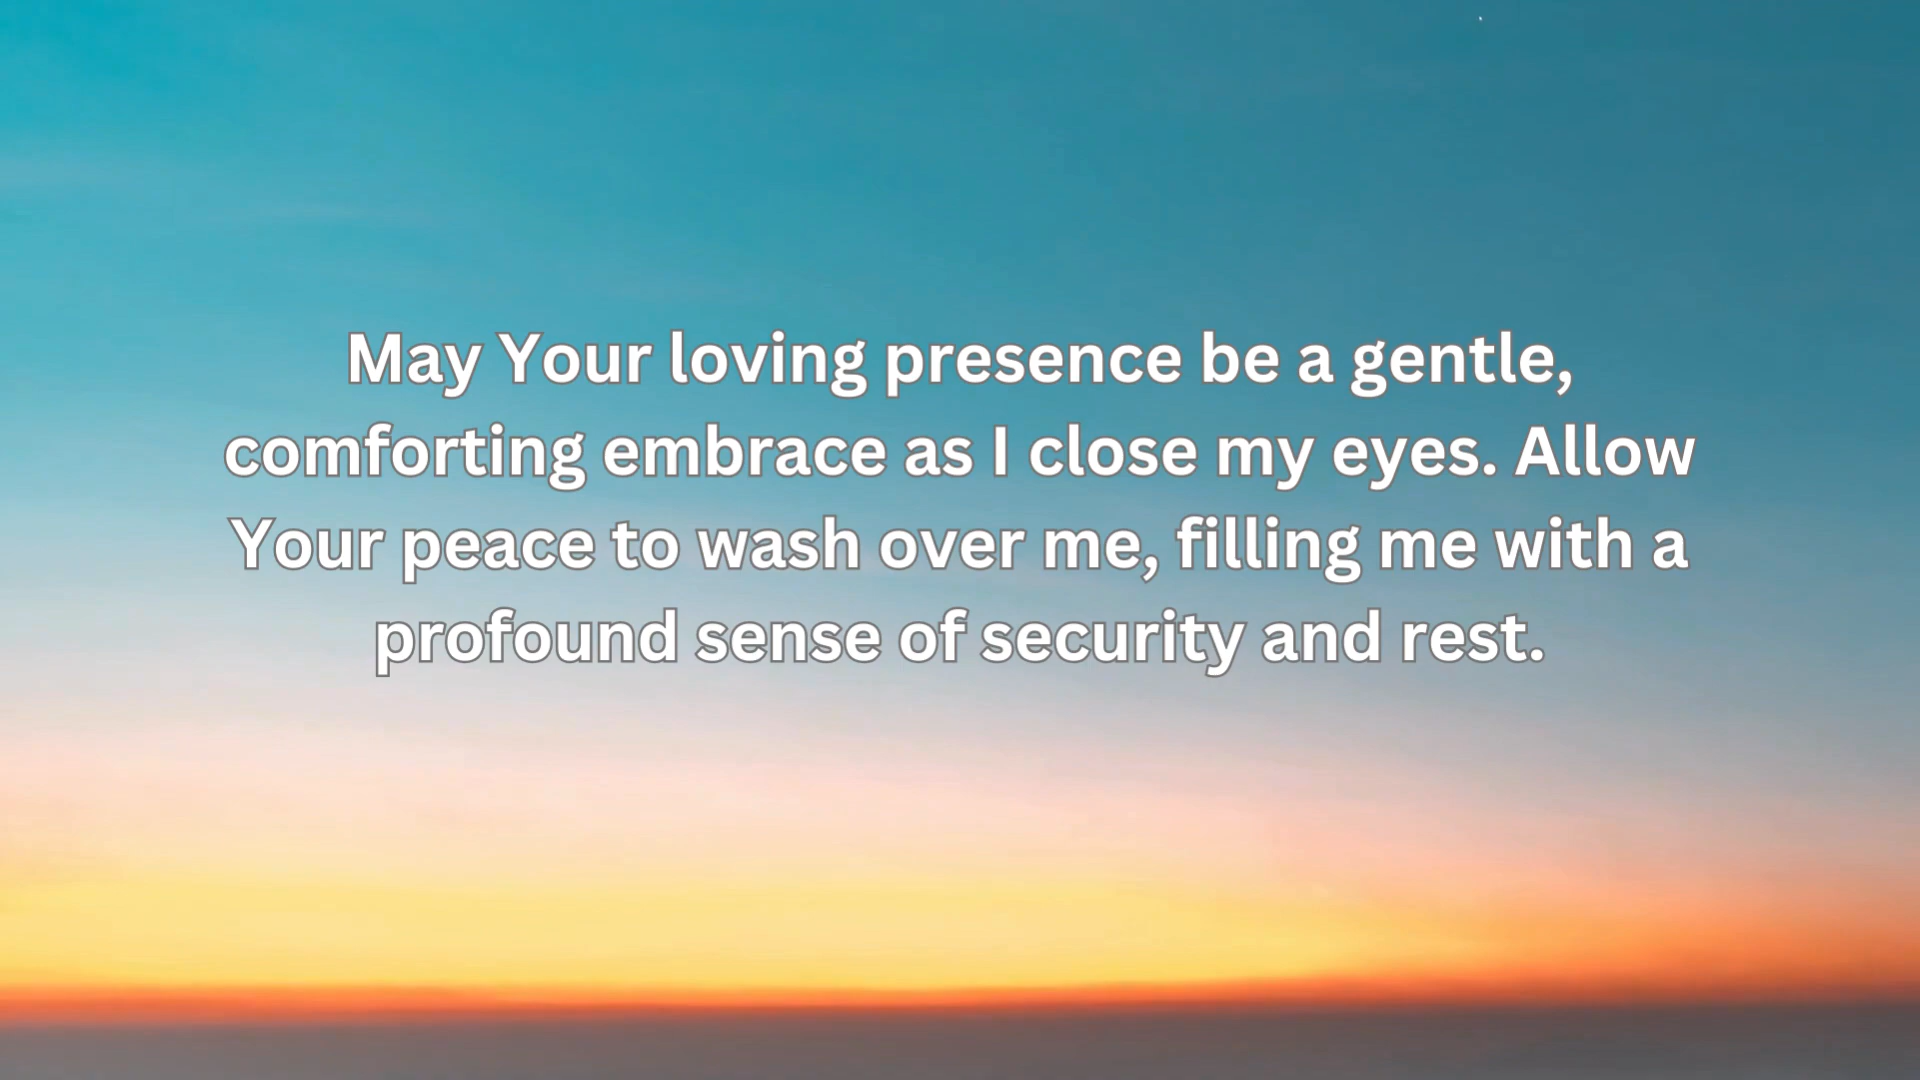 May Your loving presence be a gentle,
comforting embrace as I close my eyes. Allow
Your peace to wash over me, filling me with a
profound sense of security and rest.